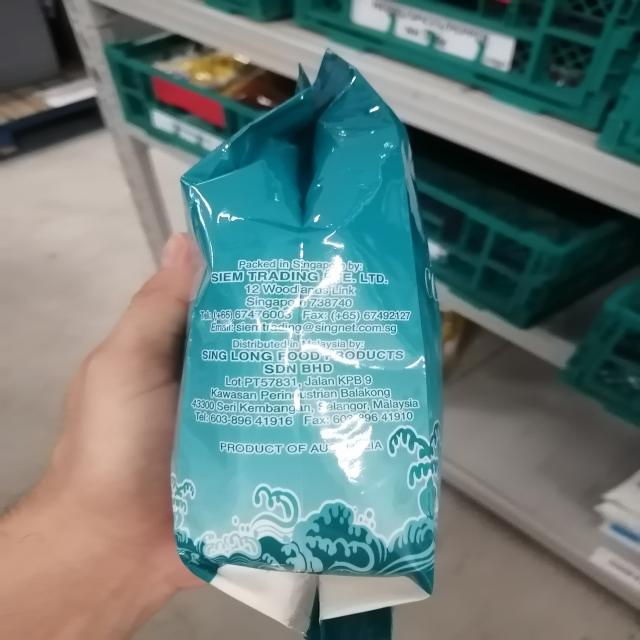 Packed in Singapore by:
SIEM TRADING PTE. LTD.
12 Woodlands Link
Singapore 738740
Tel: (+65) 67476005 Fax: (+65) 67492127
Email: siemtrading@singnet.com.sg
Distributed in Malaysia by:
SING LONG FOOD PRODUCTS
SDN BHD
Lot PT57831, Jalan KPB 9
Kawasan Perindustrian Balakong
43300 Seri Kembangan, Selangor, Malaysia
Tel: 603-896 41916 Fax: 603-896 41910
PRODUCT OF AUSTRALIA